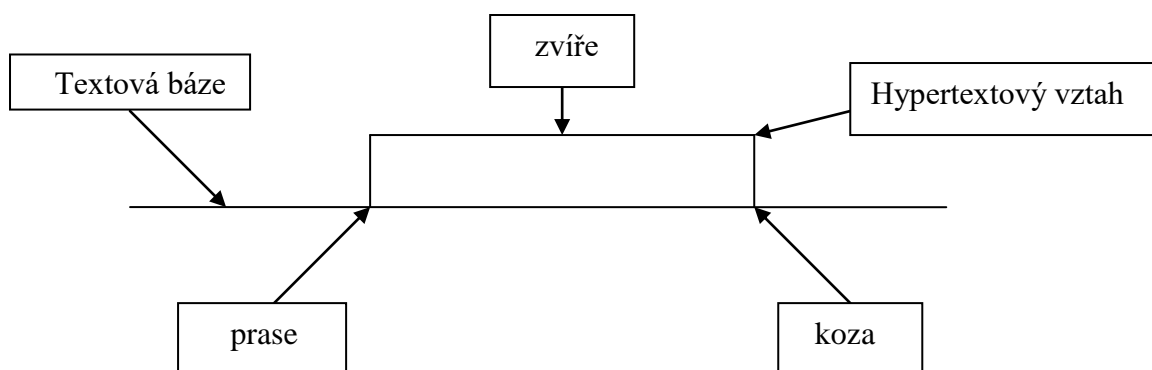 zvíře
Textová báze
Hypertextový vztah
prase
koza